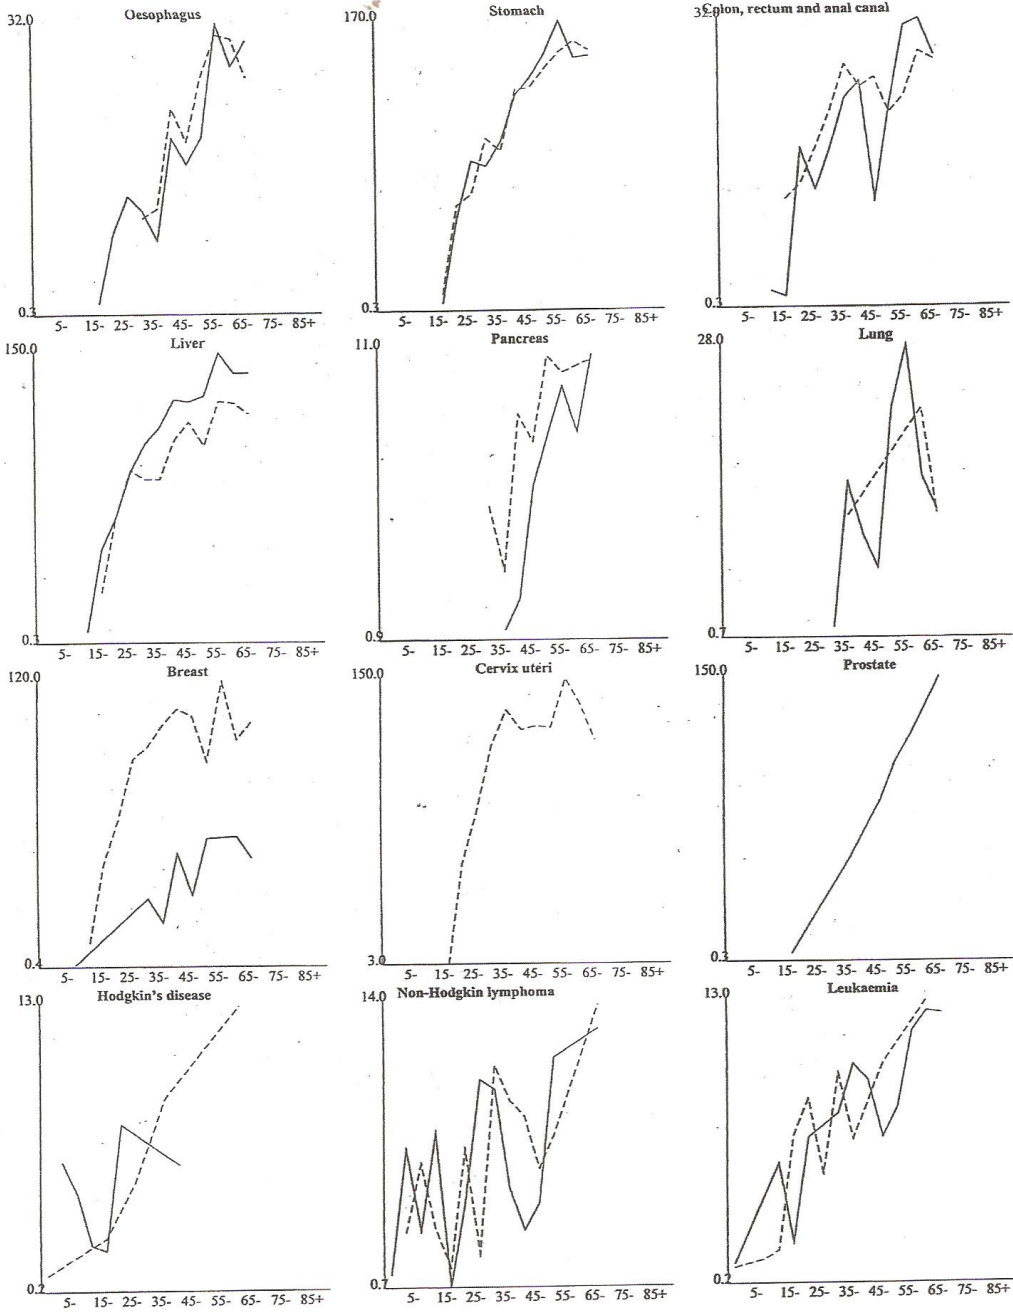 Oesophagus
32.0
0.3
5- 15- 25- 35- 45- 55- 65- 75- 85+
Stomach
170.0
0.3
5- 15- 25- 35- 45- 55- 65- 75- 85+
Colon, rectum and anal canal
32.0
0.3
5- 15- 25- 35- 45- 55- 65- 75- 85+
Liver
150.0
0.3
5- 15- 25- 35- 45- 55- 65- 75- 85+
Pancreas
11.0
0.9
5- 15- 25- 35- 45- 55- 65- 75- 85+
Lung
28.0
0.7
5- 15- 25- 35- 45- 55- 65- 75- 85+
Breast
120.0
0.4
5- 15- 25- 35- 45- 55- 65- 75- 85+
Cervix uteri
150.0
3.0
5- 15- 25- 35- 45- 55- 65- 75- 85+
Prostate
150.0
0.3
5- 15- 25- 35- 45- 55- 65- 75- 85+
Hodgkin's disease
13.0
0.2
5- 15- 25- 35- 45- 55- 65- 75- 85+
Non-Hodgkin lymphoma
14.0
0.7
5- 15- 25- 35- 45- 55- 65- 75- 85+
Leukaemia
13.0
0.2
5- 15- 25- 35- 45- 55- 65- 75- 85+